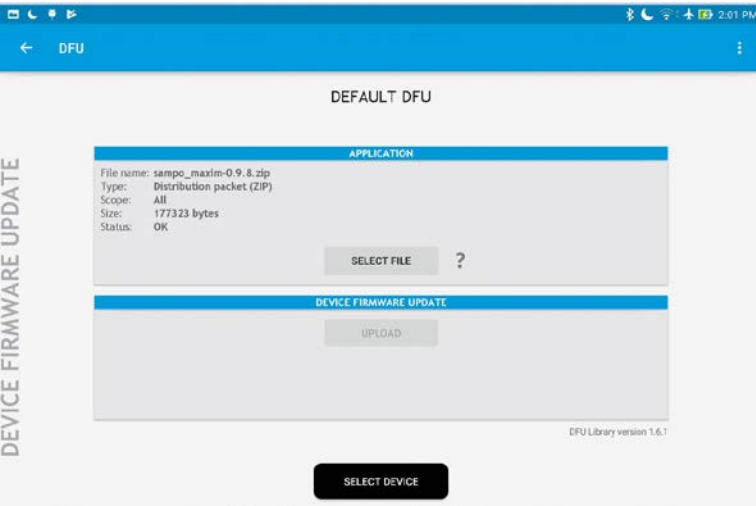 2:01 PM
DFU
DEFAULT DFU
DEVICE FIRMWARE UPDATE
APPLICATION
File name: sampo_maxim-0.9.8.zip
Type: Distribution packet (ZIP)
Scope: All
Size: 177323 bytes
Status: OK
SELECT FILE ?
DEVICE FIRMWARE UPDATE
UPLOAD
DFU Library version 1.6.1
SELECT DEVICE